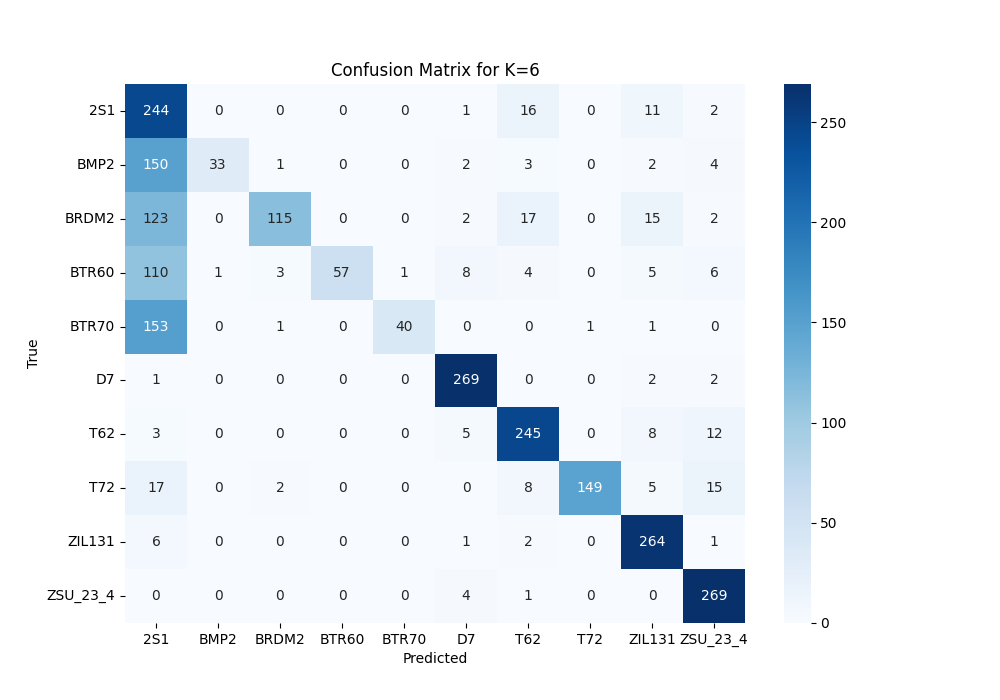 Confusion Matrix for K=6
2S1 244 0 0 0 0 1 16 0 11 2
BMP2 150 33 1 0 0 2 3 0 2 4
BRDM2 123 0 115 0 0 2 17 0 15 2
BTR60 110 1 3 57 1 8 4 0 5 6
BTR70 153 0 1 0 40 0 0 1 1 0
D7 1 0 0 0 0 269 0 0 2 2
T62 3 0 0 0 0 5 245 0 8 12
T72 17 0 2 0 0 0 8 149 5 15
ZIL131 6 0 0 0 0 1 2 0 264 1
ZSU_23_4 0 0 0 0 0 4 1 0 0 269
2S1 BMP2 BRDM2 BTR60 BTR70 D7 T62 T72 ZIL131 ZSU_23_4
Predicted
True
250
200
150
100
50
0